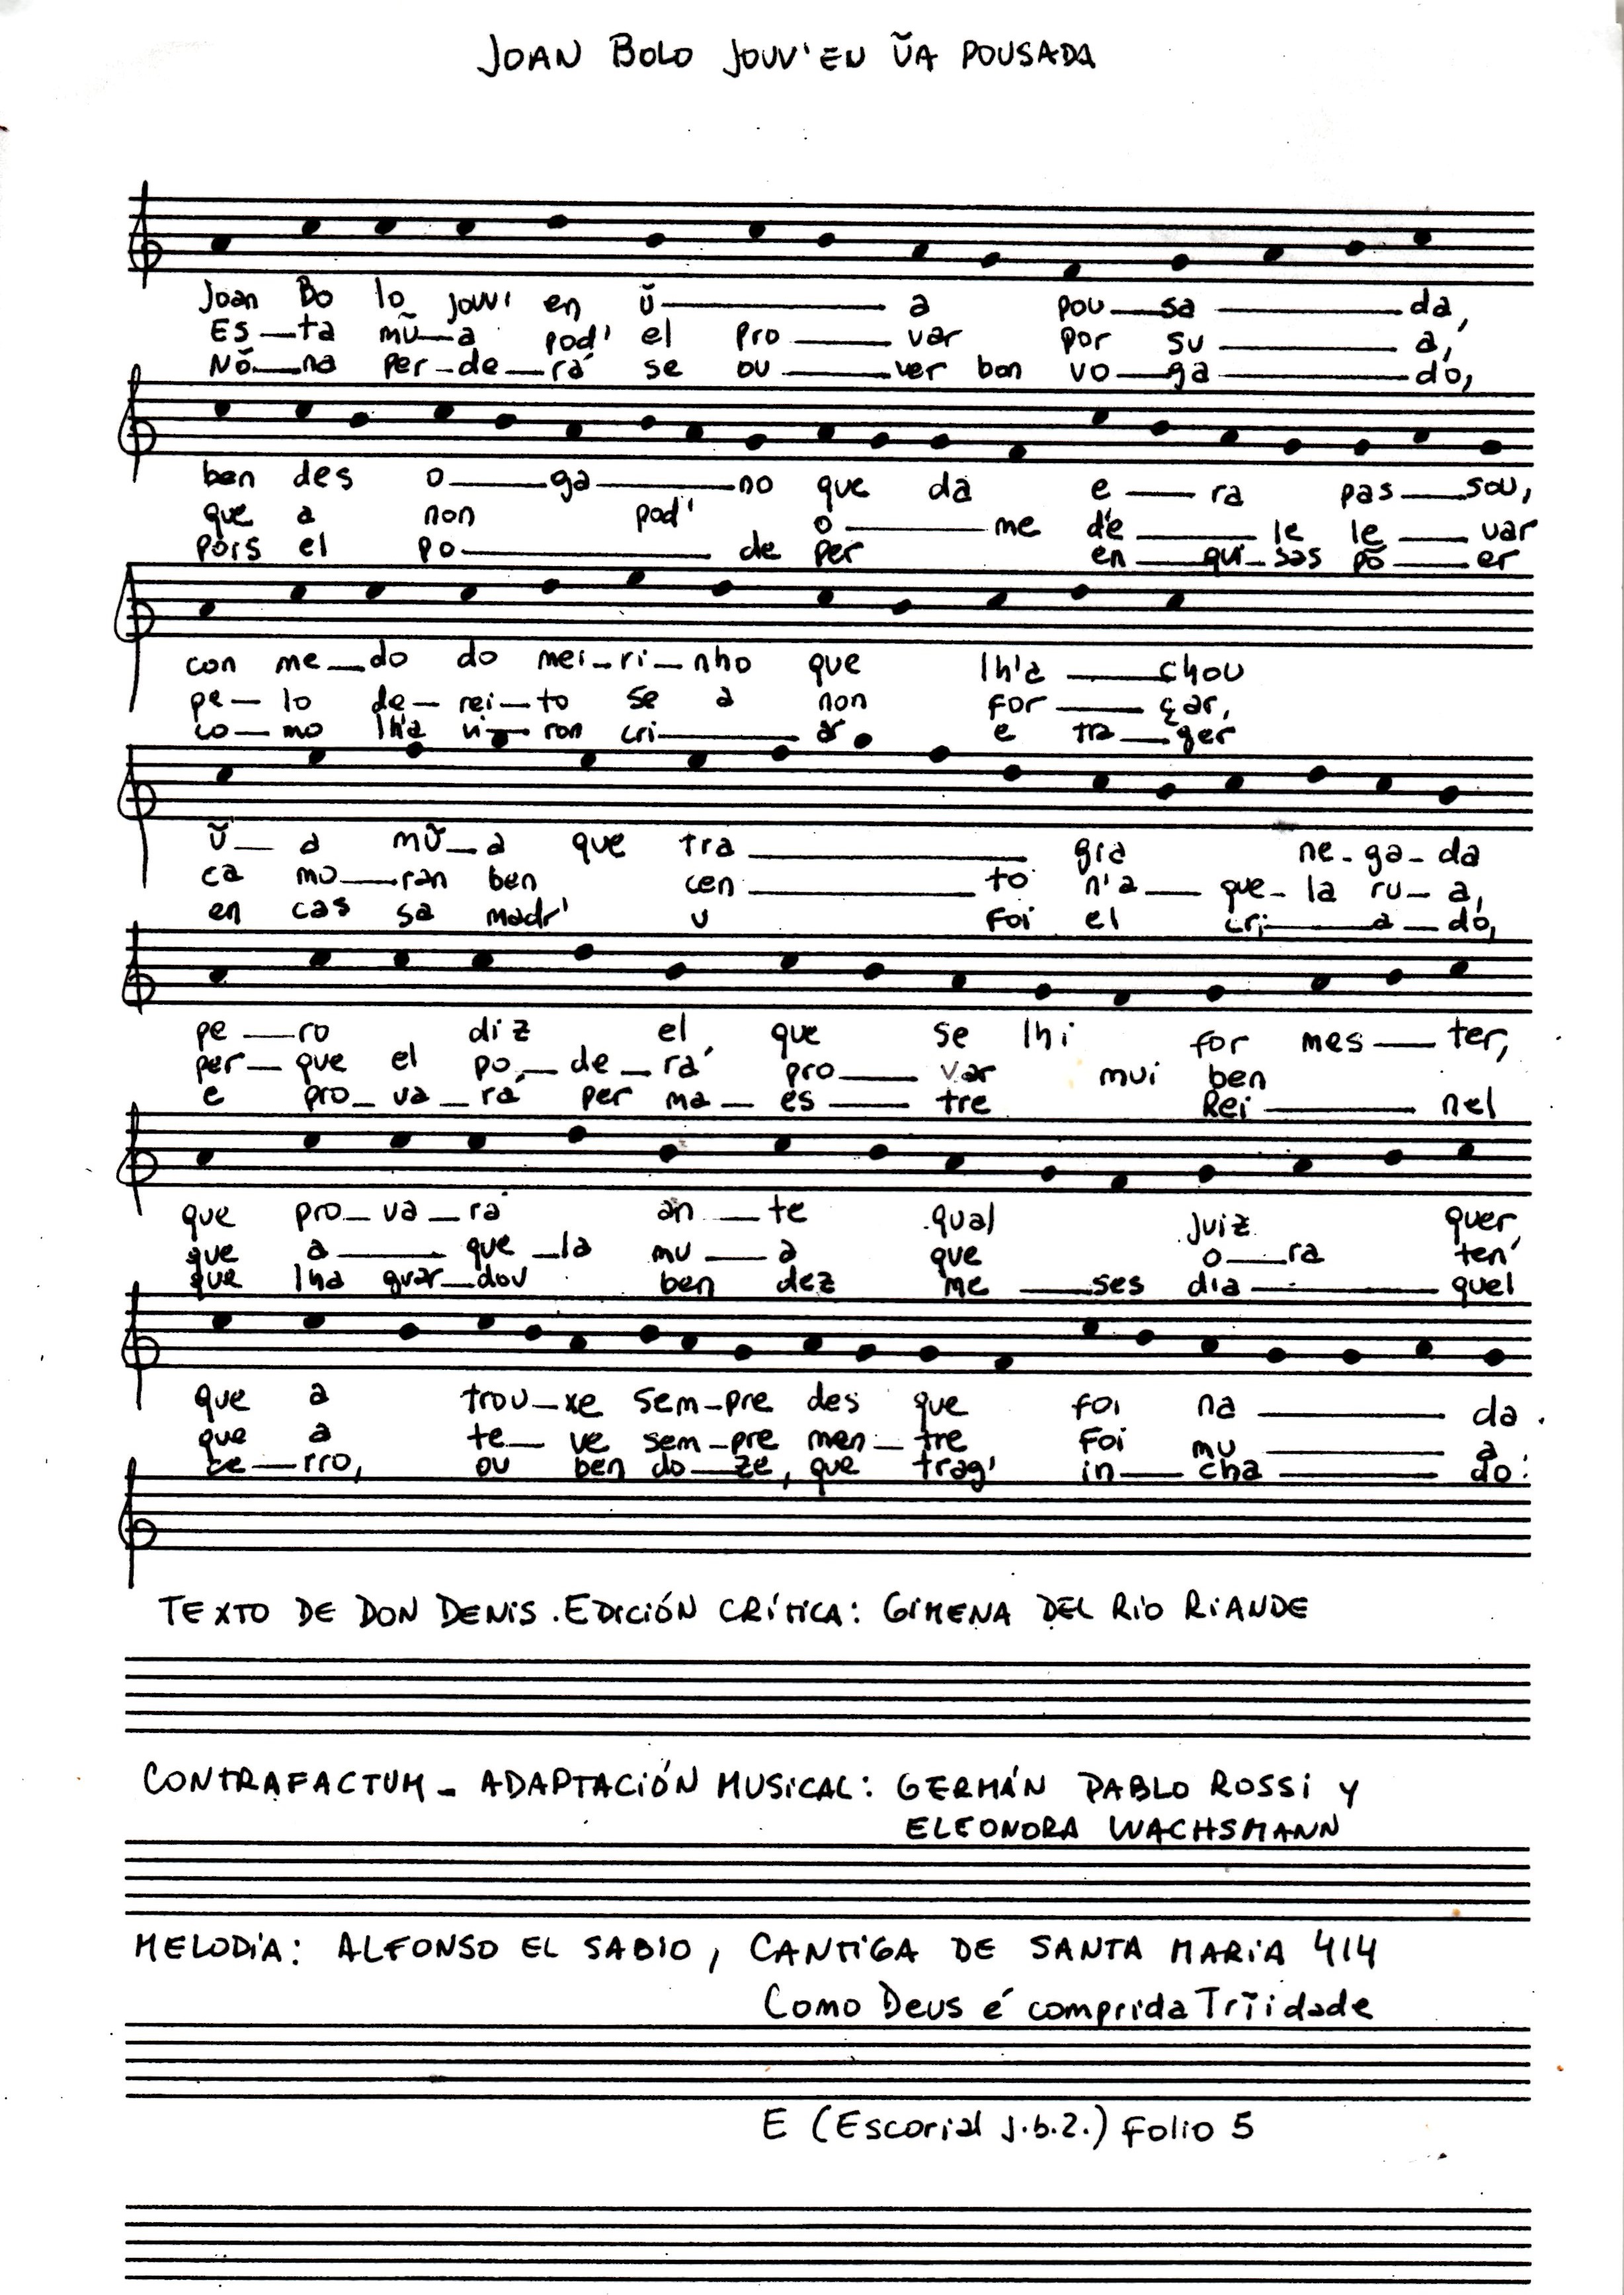 JOAN BOLO JOUV'EN ŨA POUSADA
Joan Bo lo jouv' en ũ— a pou—sa —da,
Es—ta mũ—a pod' el pro —var por su —a,
Nõ—na per-de—rá se ou —ver bon vo—ga —do,
ben des o—ga—no que da e—ra pas—sou,
que a non pod' o—me de—le le—var
pois el po—de per en—qui-sas põ—er
con me—do do mei-ri-nho que lh'a —chou
pe—lo de-rei-to se a non for—çar,
co—mo lh'a vi—ron cri—ar e tra—ger
ũ— a mũ—a que tra— gia ne-ga-da
ca mo—ran ben cen —to n'a— que-la ru-a,
en cas sa madr' u foi el cri—a—do,
pe—ro diz el que se lhi for mes—ter,
per—que el po—de—rá pro—var mui ben
e pro—va—rá per ma—es—tre Rei—nel
que pro—va—rá an—te qual juiz quer,
que a—que—la mu—a que o—ra ten'
que lha guar—dou ben dez me—ses dia—quel
que a trou—xe sem—pre des que foi na—da.
que a te—ve sem—pre men—tre foi mu—a
ce—rro, ou ben do—ze, que trag' in—cha—do:
TEXTO DE DON DENIS. EDICIÓN CRÍTICA: GIMENA DEL RIO RIANDE
CONTRAFACTUM - ADAPTACIÓN MUSICAL: GERMÁN PABLO ROSSI Y
ELEONORA WACHSMANN
MELODÍA: ALFONSO EL SABIO, CANTIGA DE SANTA MARIA 414
Como Deus é comprida Trĩidade
E (Escorial j.b.2.) Folio 5